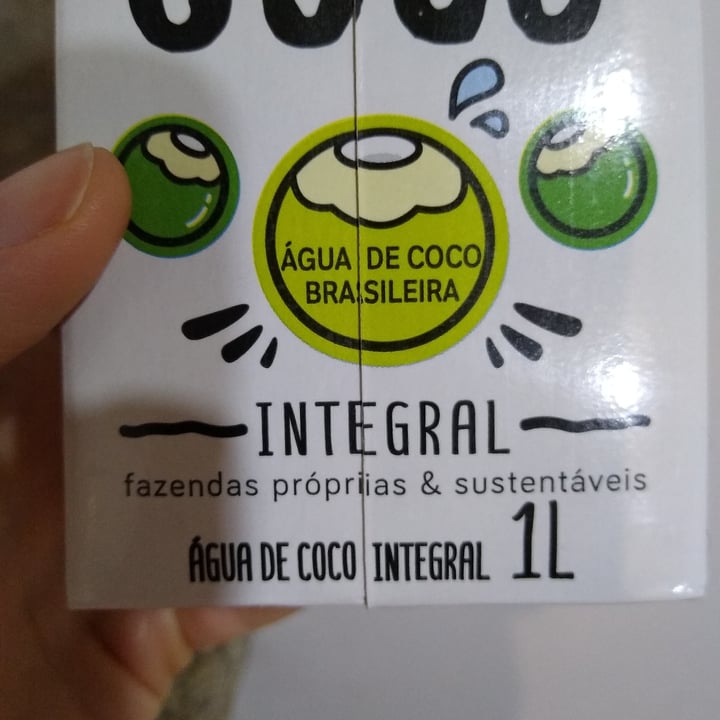 ÁGUA DE COCO
BRASILEIRA
INTEGRAL
fazendas próprias & sustentáveis
ÁGUA DE COCO INTEGRAL 1L